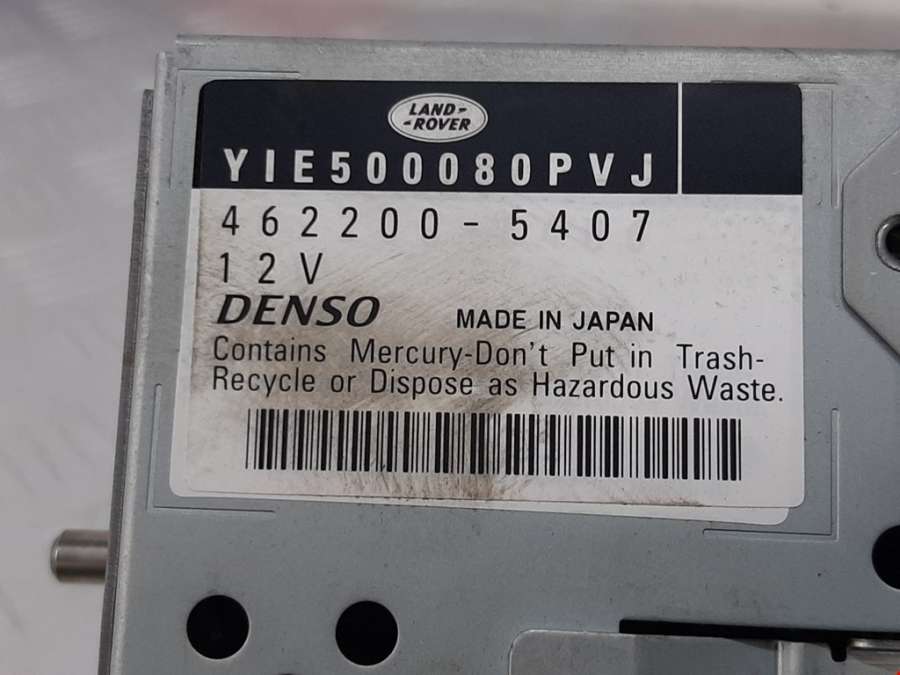 LAND-
-ROVER
YIE500080PVJ
462200-5407
12V
DENSO MADE IN JAPAN
Contains Mercury-Don't Put in Trash-
Recycle or Dispose as Hazardous Waste.